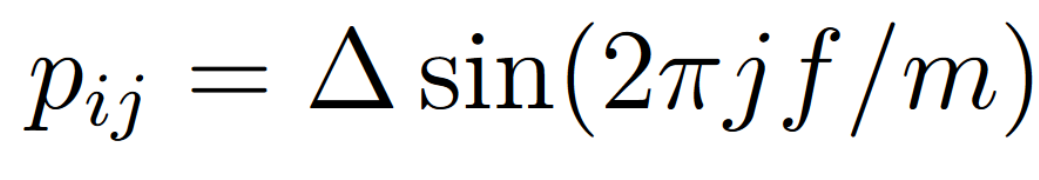 p_{ij} = Δ sin(2πjf/m)